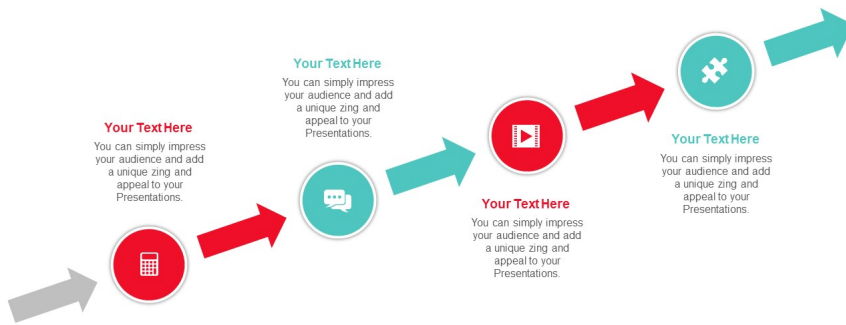 Your Text Here
You can simply impress
your audience and add
a unique zing and
appeal to your
Presentations.
Your Text Here
You can simply impress
your audience and add
a unique zing and
appeal to your
Presentations.
Your Text Here
You can simply impress
your audience and add
a unique zing and
appeal to your
Presentations.
Your Text Here
You can simply impress
your audience and add
a unique zing and
appeal to your
Presentations.